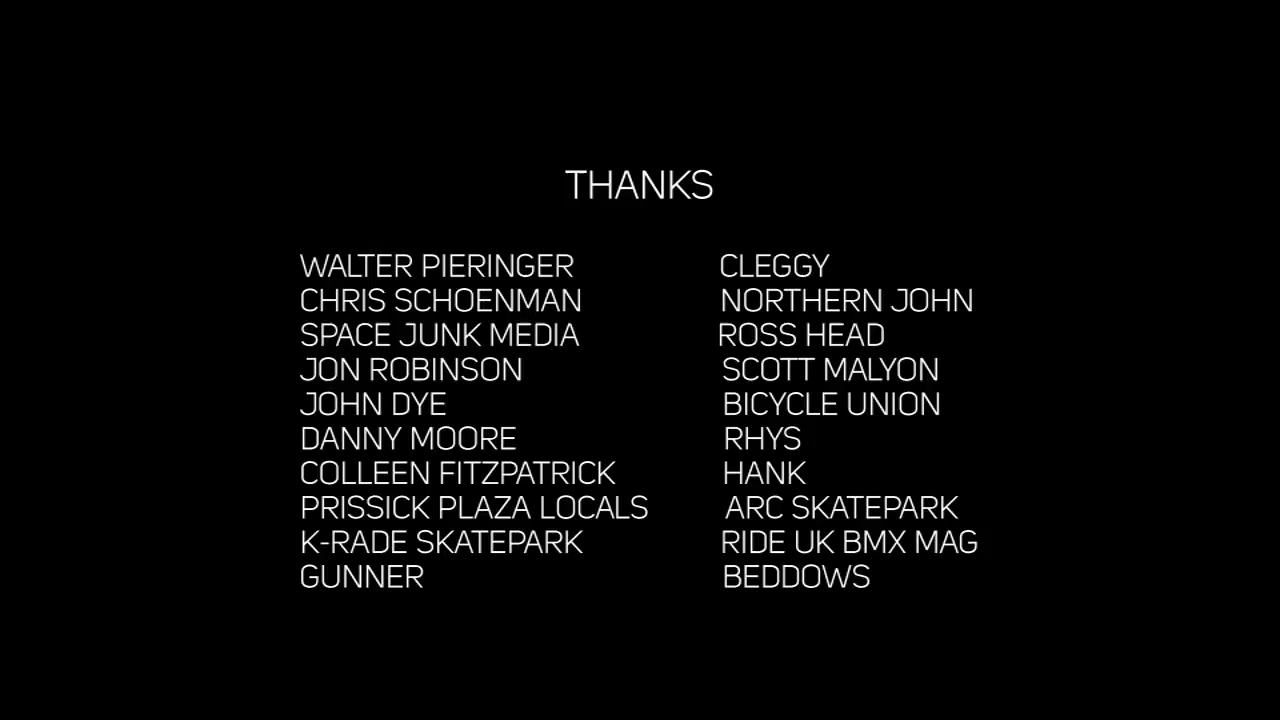 THANKS
WALTER PIERINGER
CHRIS SCHOENMAN
SPACE JUNK MEDIA
JON ROBINSON
JOHN DYE
DANNY MOORE
COLLEEN FITZPATRICK
PRISSICK PLAZA LOCALS
K-RADE SKATEPARK
GUNNER
CLEGGY
NORTHERN JOHN
ROSS HEAD
SCOTT MALYON
BICYCLE UNION
RHYS
HANK
ARC SKATEPARK
RIDE UK BMX MAG
BEDDOWS